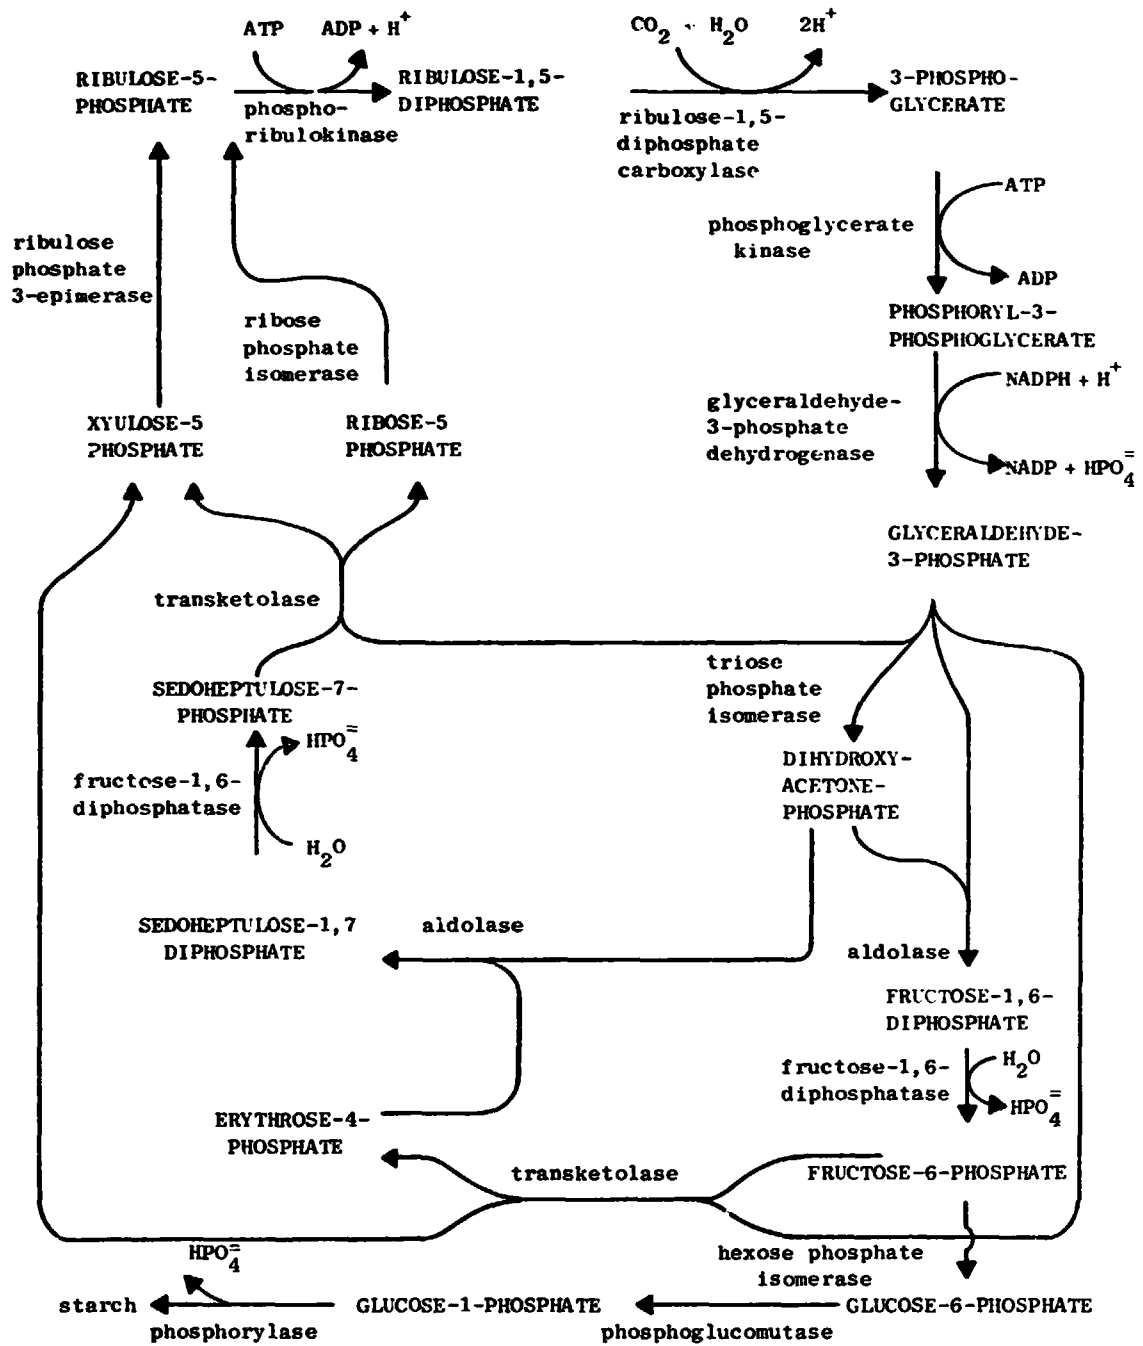 ATP ADP + H+
RIBULOSE-5-
PHOSPHATE
phospho-
ribulokinase
RIBULOSE-1,5-
DIPHOSPHATE
CO2 + H2O 2H+
ribulose-1,5-
diphosphate
carboxylase
3-PHOSPHO-
GLYCERATE
ATP
phosphoglycerate
kinase
ADP
PHOSPHORYL-3-
PHOSPHOGLYCERATE
NADPH + H+
glyceraldehyde-
3-phosphate
dehydrogenase
NADP + HPO4=
GLYCERALDEHYDE-
3-PHOSPHATE
ribulose
phosphate
3-epimerase
ribose
phosphate
isomerase
XYULOSE-5
PHOSPHATE
RIBOSE-5
PHOSPHATE
transketolase
triose
phosphate
isomerase
SEDOHEPTULOSE-7-
PHOSPHATE
HPO4=
fructose-1,6-
diphosphatase
H2O
DIHYDROXY-
ACETONE-
PHOSPHATE
SEDOHEPTULOSE-1,7
DIPHOSPHATE
aldolase
aldolase
FRUCTOSE-1,6-
DIPHOSPHATE
fructose-1,6-
diphosphatase
H2O
HPO4=
ERYTHROSE-4-
PHOSPHATE
transketolase
FRUCTOSE-6-PHOSPHATE
HPO4=
hexose phosphate
isomerase
starch
phosphorylase
GLUCOSE-1-PHOSPHATE
phosphoglucomutase
GLUCOSE-6-PHOSPHATE